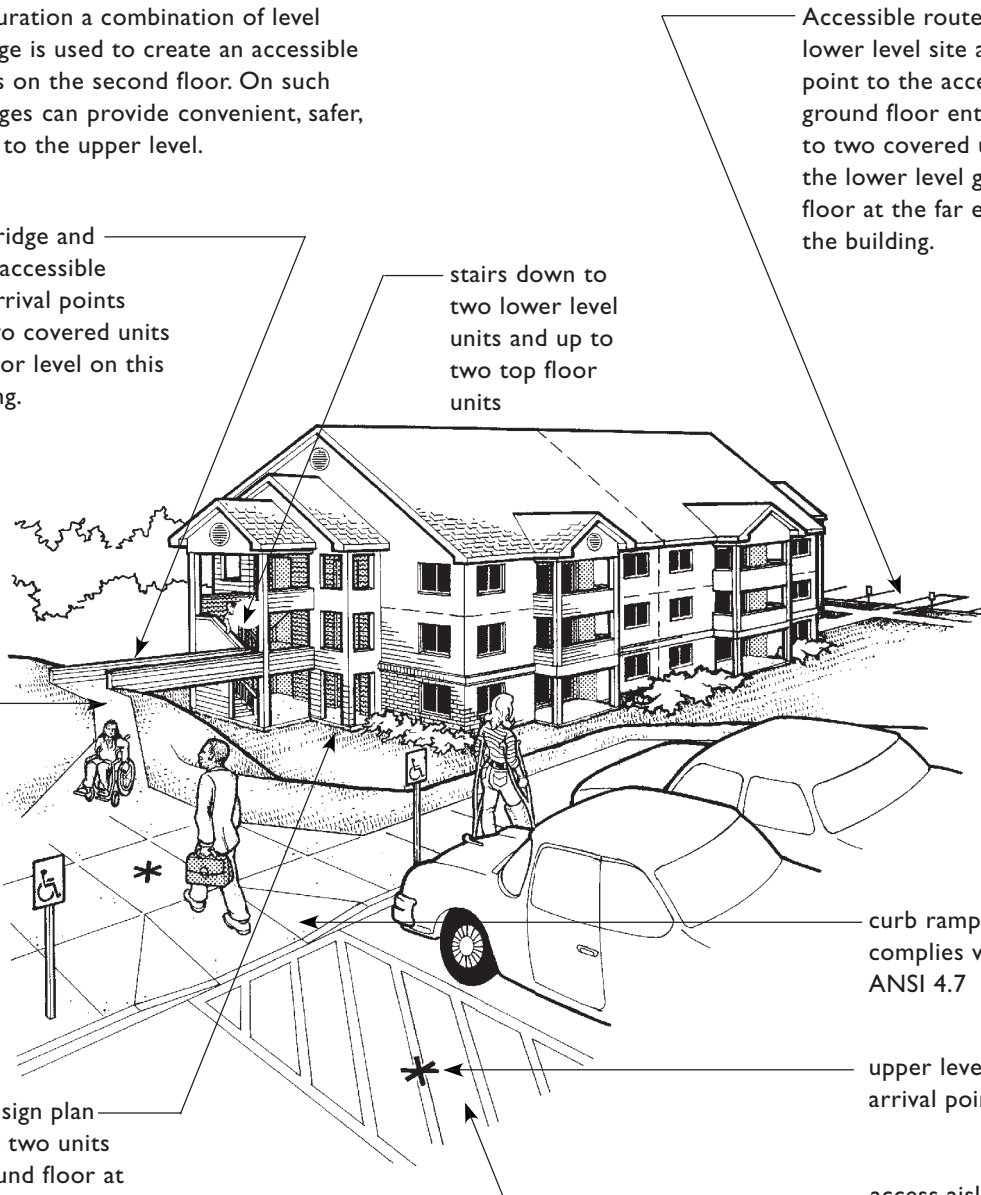 uration a combination of level
ge is used to create an accessible
s on the second floor. On such
ges can provide convenient, safer,
to the upper level.
Accessible route
lower level site a
point to the acce
ground floor ent
to two covered u
the lower level g
floor at the far e
the building.
ridge and
accessible
rrival points
o covered units
or level on this
g.
stairs down to
two lower level
units and up to
two top floor
units
curb ramp
complies v
ANSI 4.7
upper leve
arrival poi
sign plan
two units
und floor at
access aisl